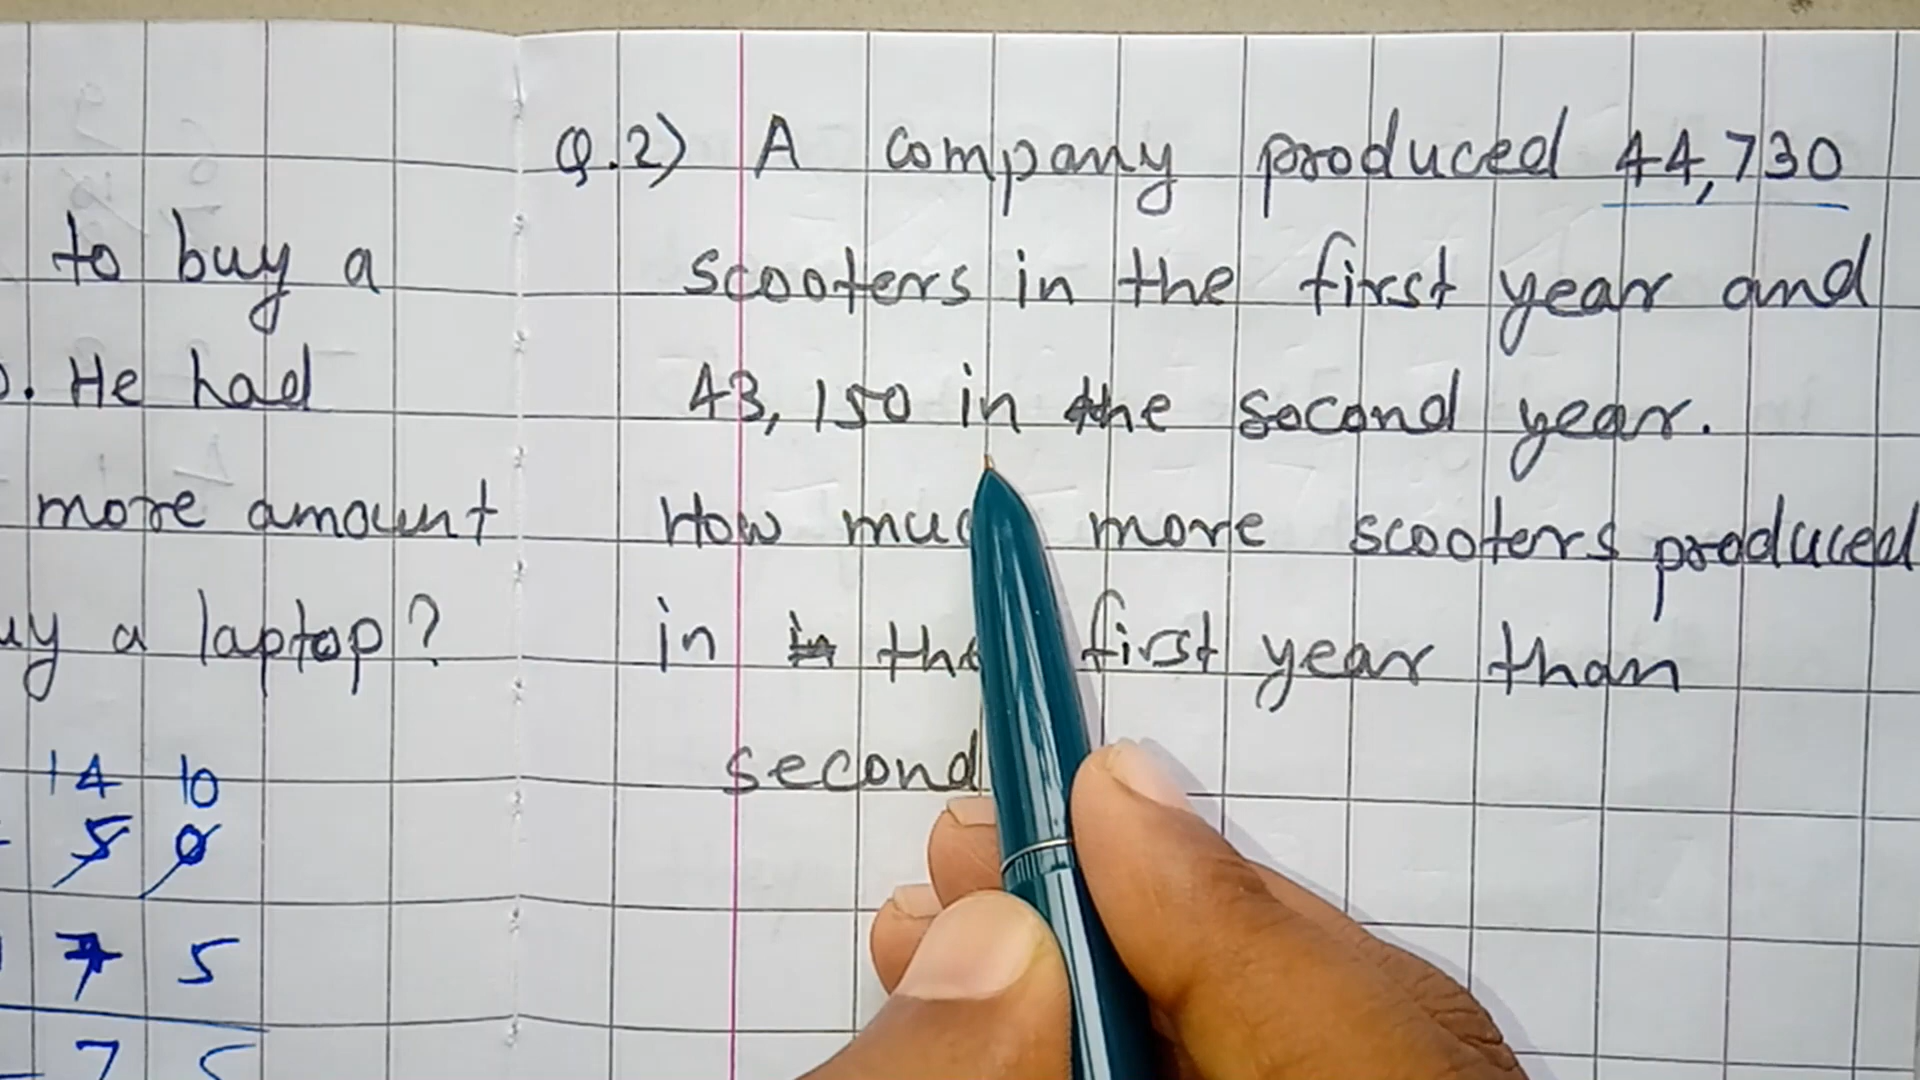 to buy a
He had
more amount
a laptop?
14 10
5 0
7 5
7 5
Q.2) A company produced 44,730
scooters in the first year and
43,150 in the second year.
How more scooters produced
in the first year than
second